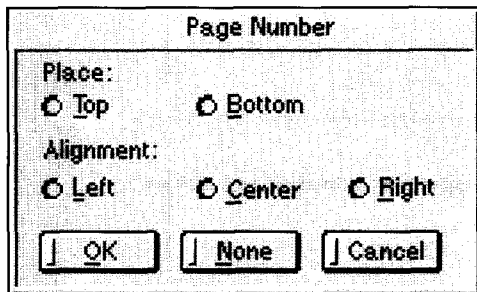 Page Number
Place:
Top Bottom
Alignment:
Left Center Right
OK None Cancel